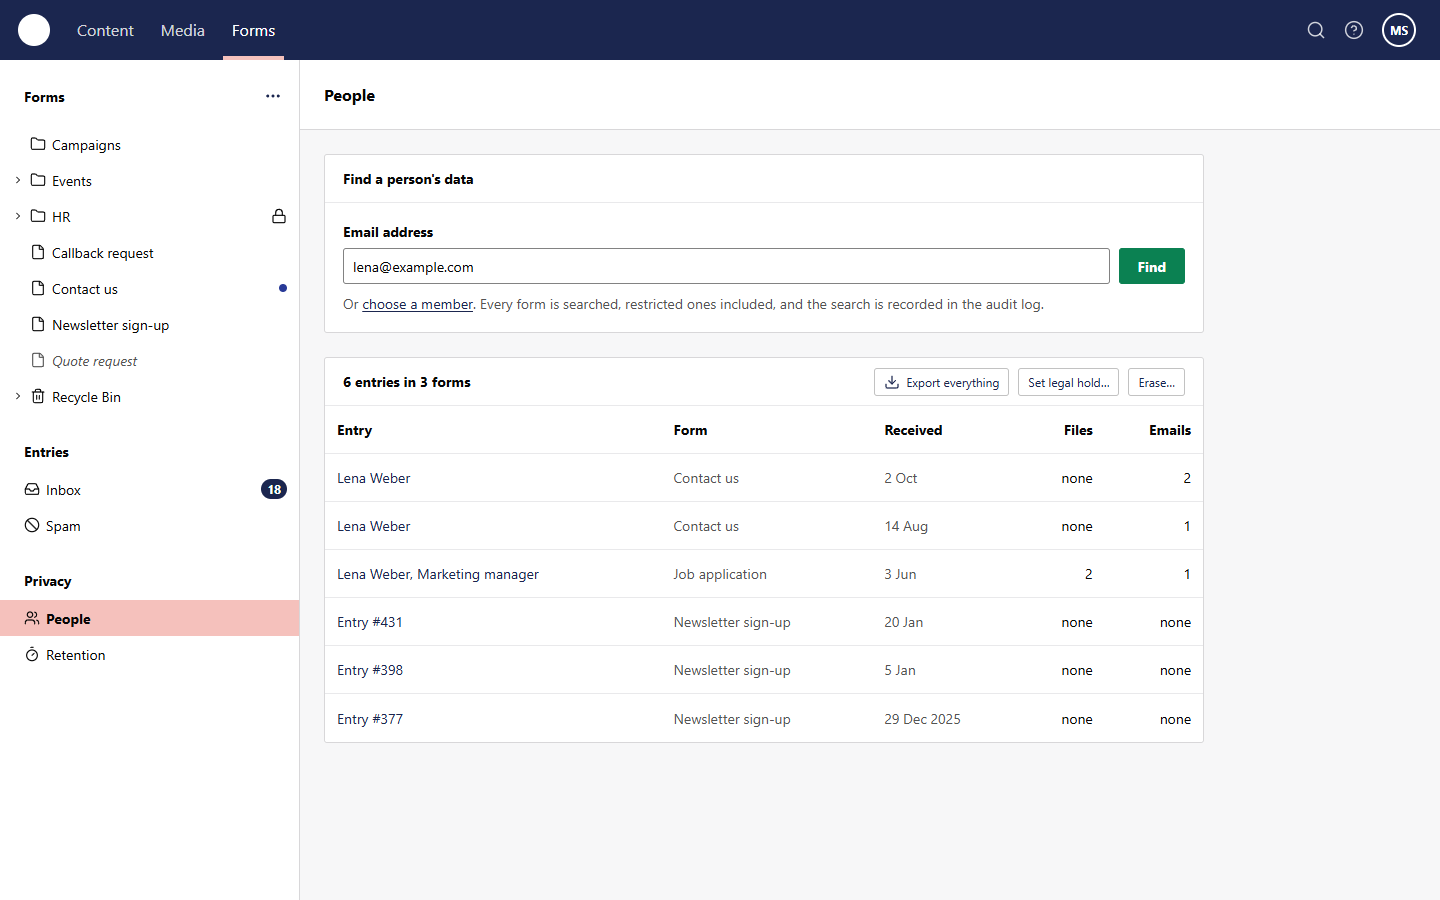 Content Media Forms MS
Forms
Campaigns
Events
HR
Callback request
Contact us
Newsletter sign-up
Quote request
Recycle Bin
Entries
Inbox 18
Spam
Privacy
People
Retention
People
Find a person's data
Email address
lena@example.com Find
Or choose a member. Every form is searched, restricted ones included, and the search is recorded in the audit log.
6 entries in 3 forms Export everything Set legal hold... Erase...
Entry Form Received Files Emails
Lena Weber Contact us 2 Oct none 2
Lena Weber Contact us 14 Aug none 1
Lena Weber, Marketing manager Job application 3 Jun 2 1
Entry #431 Newsletter sign-up 20 Jan none none
Entry #398 Newsletter sign-up 5 Jan none none
Entry #377 Newsletter sign-up 29 Dec 2025 none none